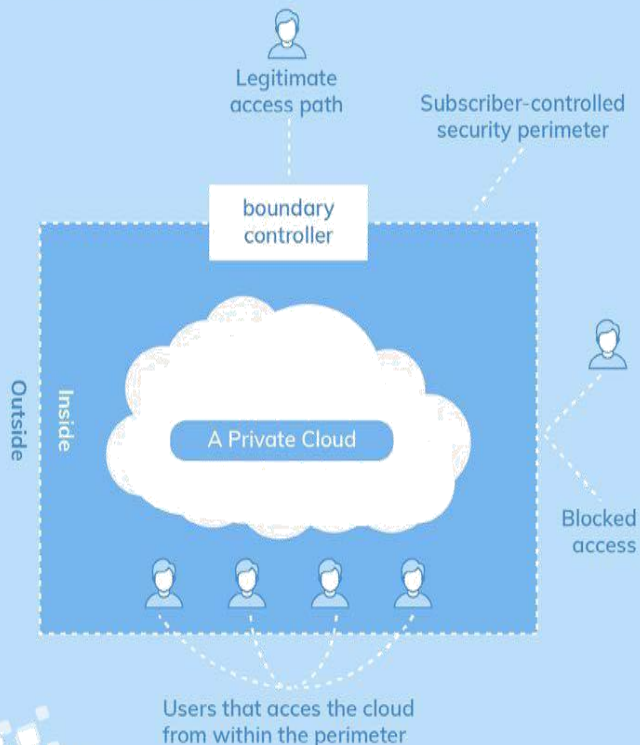 Legitimate
access path
Subscriber-controlled
security perimeter
boundary
controller
Outside
Inside
A Private Cloud
Blocked
access
Users that acces the cloud
from within the perimeter